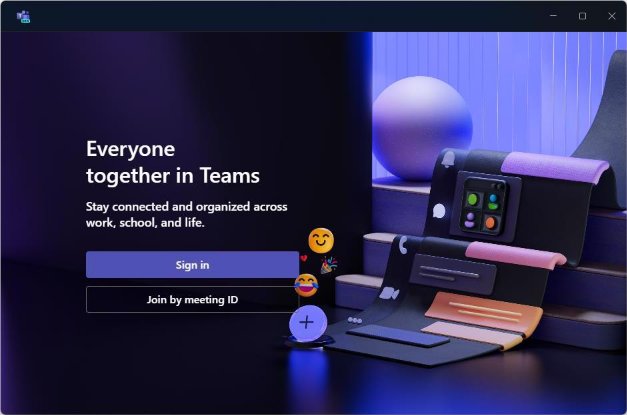 Everyone
together in Teams
Stay connected and organized across
work, school, and life.
Sign in
Join by meeting ID